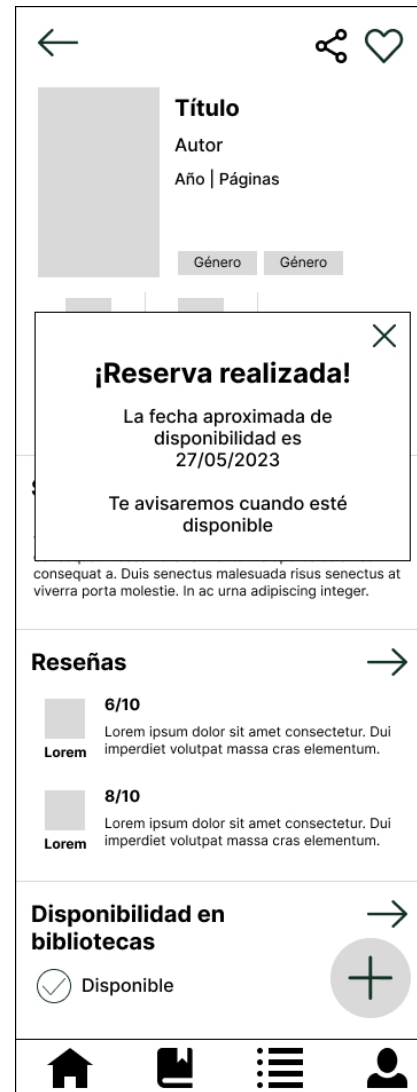 Título
Autor
Año | Páginas
Género
Género
¡Reserva realizada!
La fecha aproximada de
disponibilidad es
27/05/2023
Te avisaremos cuando esté
disponible
consequat a. Duis senectus malesuada risus senectus at
viverra porta molestie. In ac urna adipiscing integer.
Reseñas
6/10
Lorem ipsum dolor sit amet consectetur. Dui
imperdiet volutpat massa cras elementum.
Lorem
8/10
Lorem ipsum dolor sit amet consectetur. Dui
imperdiet volutpat massa cras elementum.
Lorem
Disponibilidad en
bibliotecas
Disponible